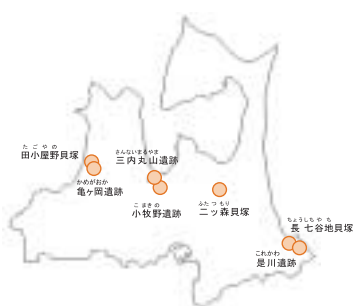 たごやの
田小屋野貝塚
さんないまるやま
三内丸山遺跡
かめがおか
亀ヶ岡遺跡
こまきの
小牧野遺跡
ふたつもり
二ッ森貝塚
ちょうしちやち
長七谷地貝塚
これかわ
是川遺跡